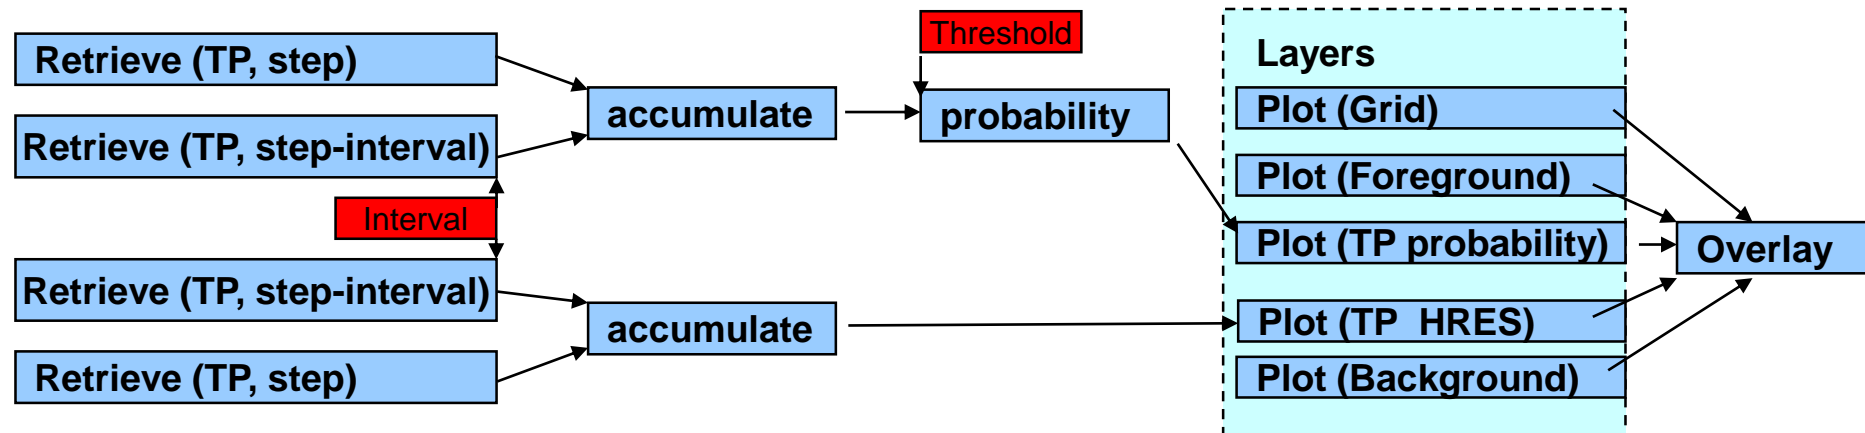 Retrieve (TP, step)
Retrieve (TP, step-interval)
Interval
Retrieve (TP, step-interval)
Retrieve (TP, step)
accumulate
accumulate
Threshold
probability
Layers
Plot (Grid)
Plot (Foreground)
Plot (TP probability)
Plot (TP  HRES)
Plot (Background)
Overlay